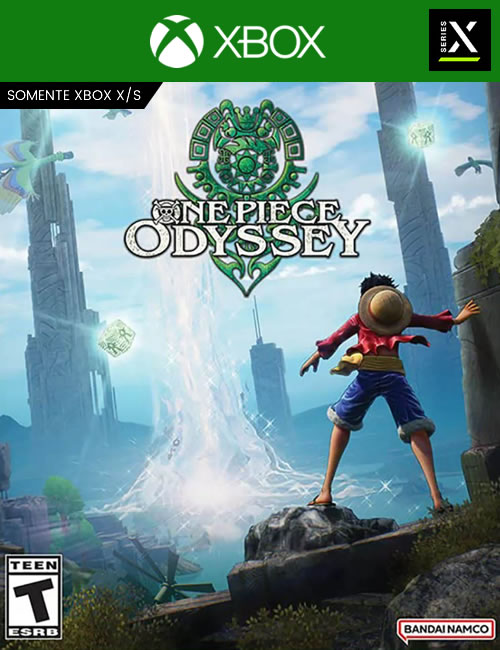 XBOX
SERIES X
SOMENTE XBOX X/S
ONE PIECE
ODYSSEY
TEEN
T
ESRB
BANDAI NAMCO